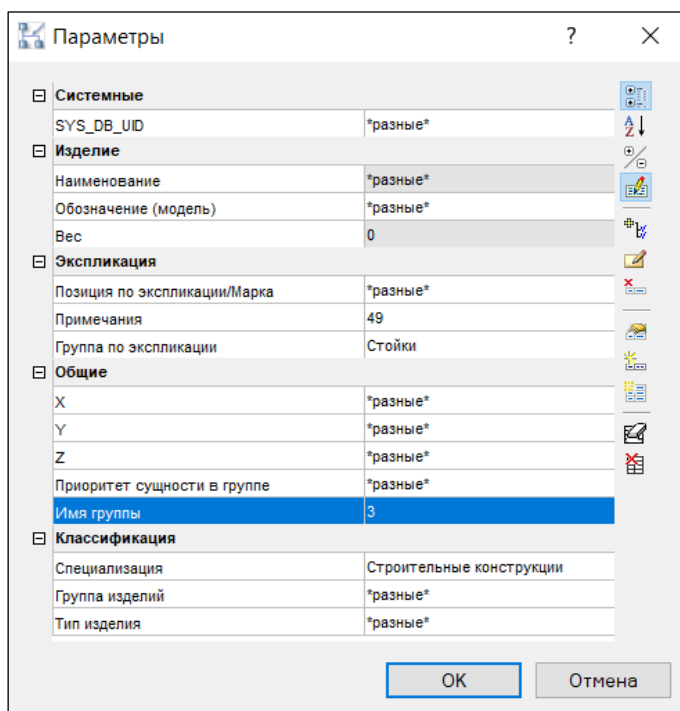 Параметры ?
Системные
SYS_DB_UID *разные*
Изделие
Наименование *разные*
Обозначение (модель) *разные*
Вес 0
Экспликация
Позиция по экспликации/Марка *разные*
Примечания 49
Группа по экспликации Стойки
Общие
X *разные*
Y *разные*
Z *разные*
Приоритет сущности в группе *разные*
Имя группы 3
Классификация
Специализация Строительные конструкции
Группа изделий *разные*
Тип изделия *разные*
OK Отмена